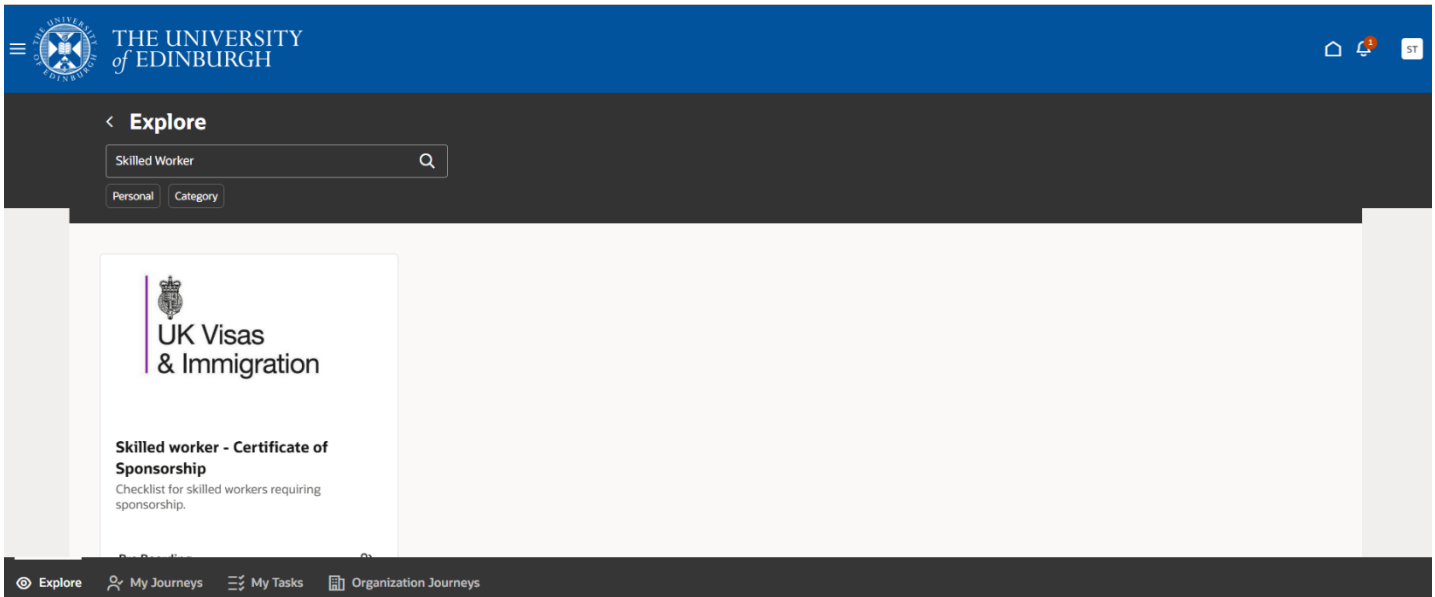 THE UNIVERSITY
of EDINBURGH
1
ST
Explore
Skilled Worker
Personal
Category
UK Visas
& Immigration
Skilled worker - Certificate of
Sponsorship
Checklist for skilled workers requiring
sponsorship.
Explore
My Journeys
My Tasks
Organization Journeys